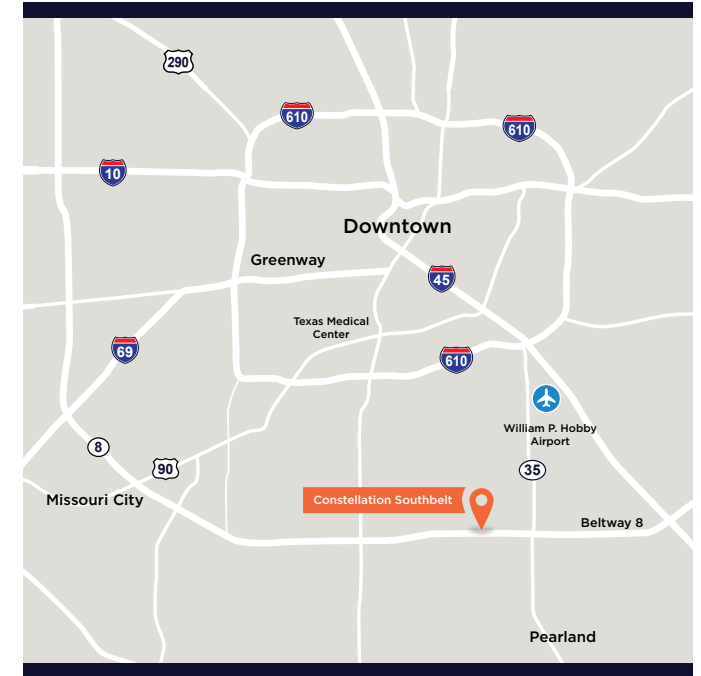 290
610
610
10
Downtown
Greenway
45
Texas Medical
Center
69
610
William P. Hobby
Airport
8
90
35
Missouri City
Constellation Southbelt
Beltway 8
Pearland